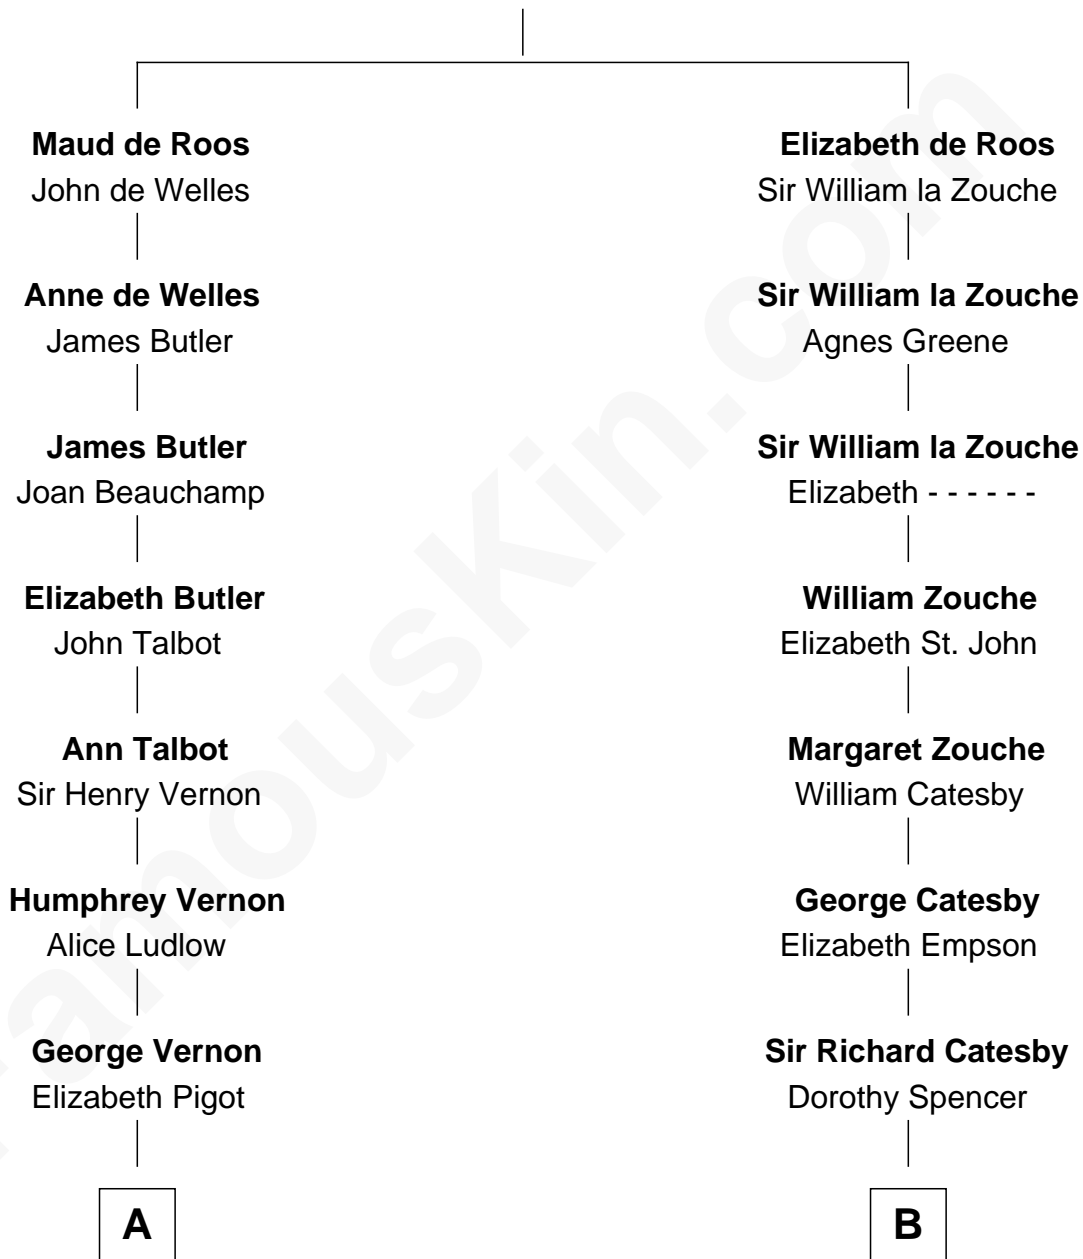 Maud de Roos
John de Welles
Anne de Welles
James Butler
James Butler
Joan Beauchamp
Elizabeth Butler
John Talbot
Ann Talbot
Sir Henry Vernon
Humphrey Vernon
Alice Ludlow
George Vernon
Elizabeth Pigot
A
Elizabeth de Roos
Sir William la Zouche
Sir William la Zouche
Agnes Greene
Sir William la Zouche
Elizabeth - - - - - -
William Zouche
Elizabeth St. John
Margaret Zouche
William Catesby
George Catesby
Elizabeth Empson
Sir Richard Catesby
Dorothy Spencer
B
FamousKin.com